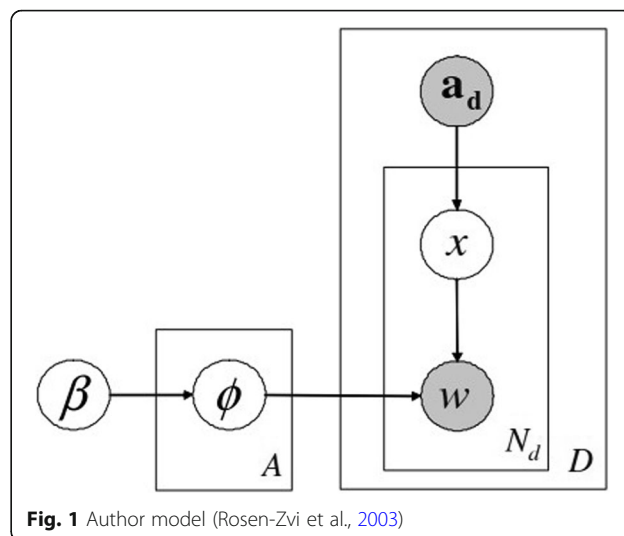 a_d
x
β
ϕ
w
A
N_d
D
Fig. 1 Author model (Rosen-Zvi et al., 2003)